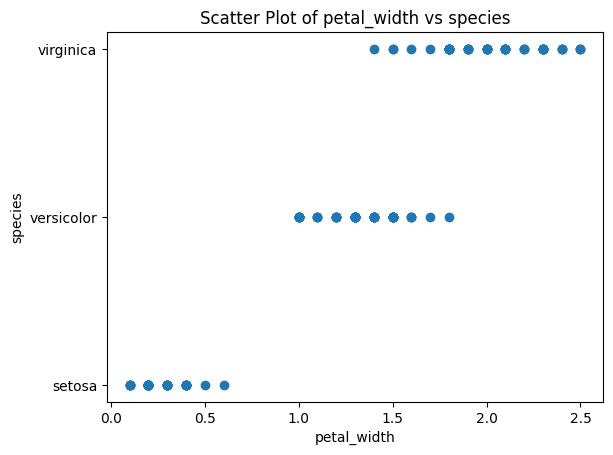 Scatter Plot of petal_width vs species
virginica
versicolor
setosa
species
0.0 0.5 1.0 1.5 2.0 2.5
petal_width